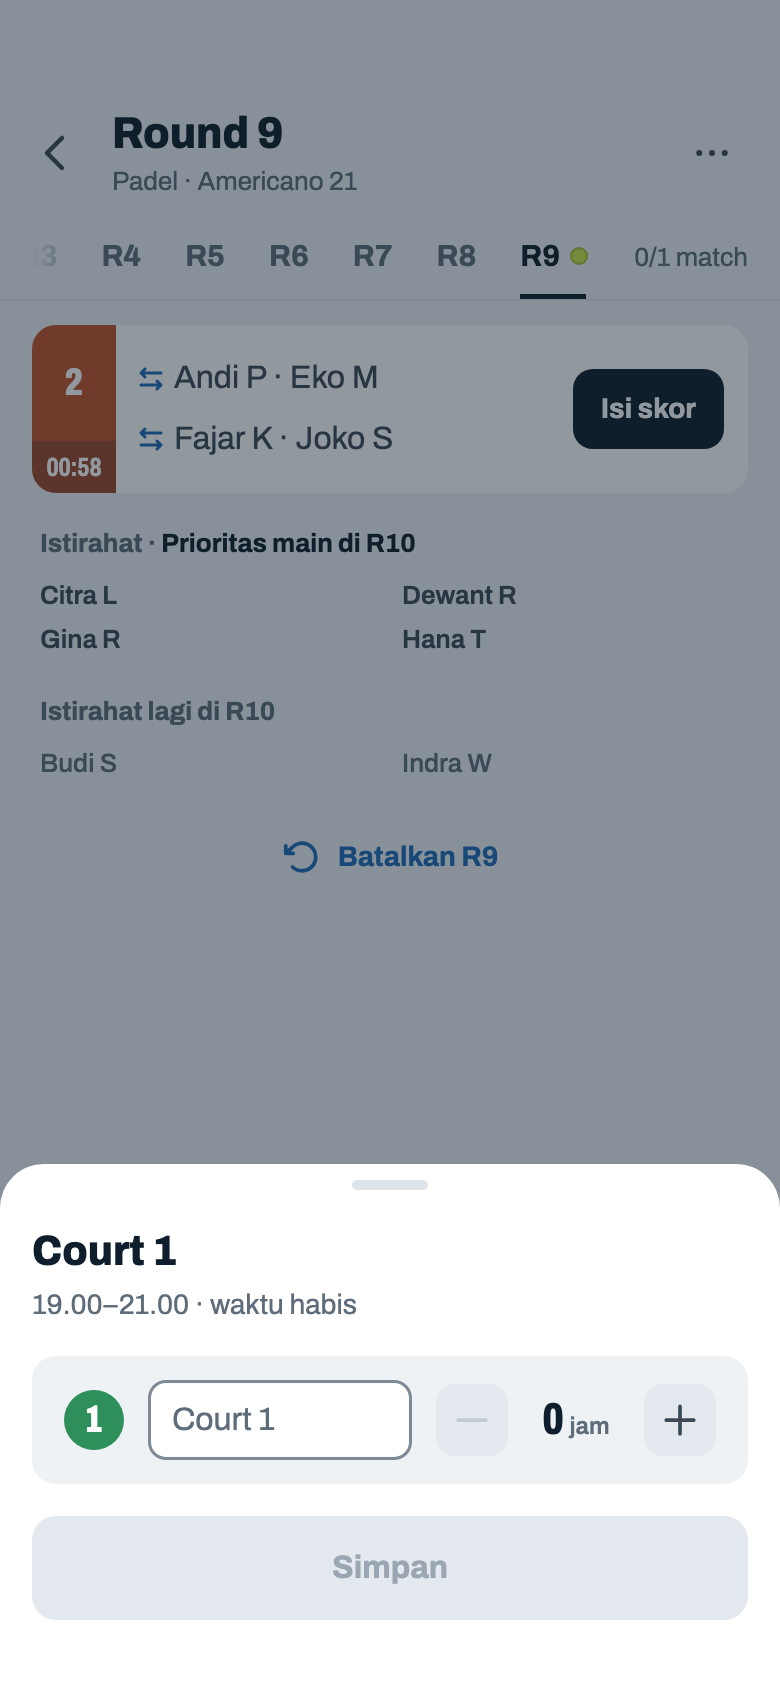 Round 9
Padel · Americano 21
3 R4 R5 R6 R7 R8 R9 0/1 match
2
00:58
Andi P · Eko M
Fajar K · Joko S
Isi skor
Istirahat · Prioritas main di R10
Citra L Dewant R
Gina R Hana T
Istirahat lagi di R10
Budi S Indra W
Batalkan R9
Court 1
19.00–21.00 · waktu habis
1 Court 1 0 jam
Simpan